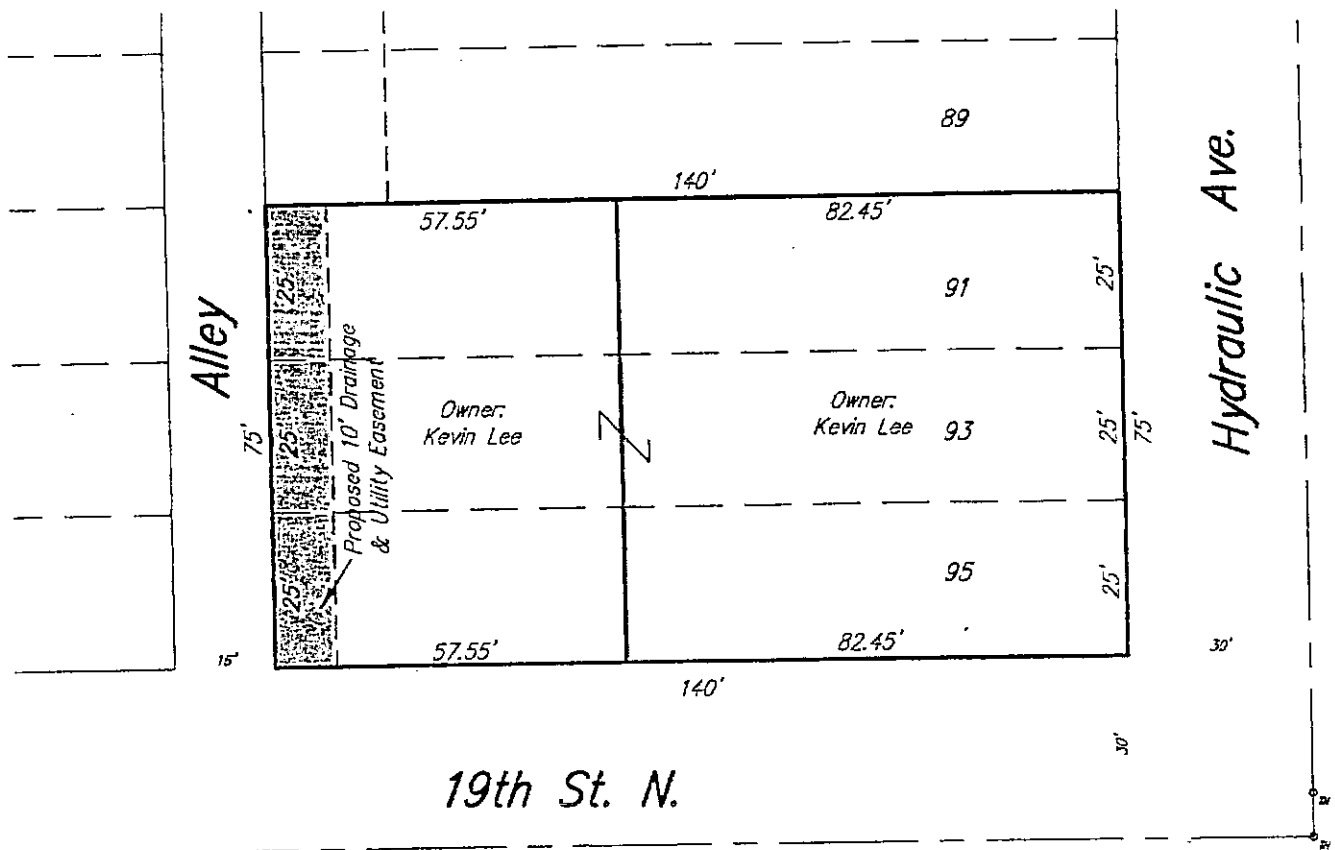 89
140'
57.55'
82.45'
25'
91
25'
Alley
Hydraulic Ave.
Proposed 10' Drainage
& Utility Easement
75'
25'
Owner:
Kevin Lee
Owner:
Kevin Lee
93
25'
75'
25'
95
25'
15'
57.55'
82.45'
30'
140'
30'
19th St. N.